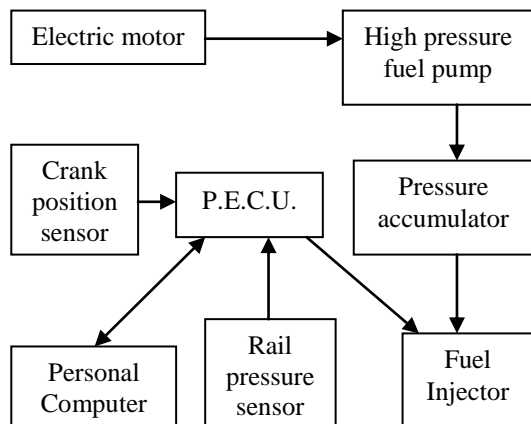 Electric motor
High pressure
fuel pump
Crank
position
sensor
P.E.C.U.
Pressure
accumulator
Personal
Computer
Rail
pressure
sensor
Fuel
Injector